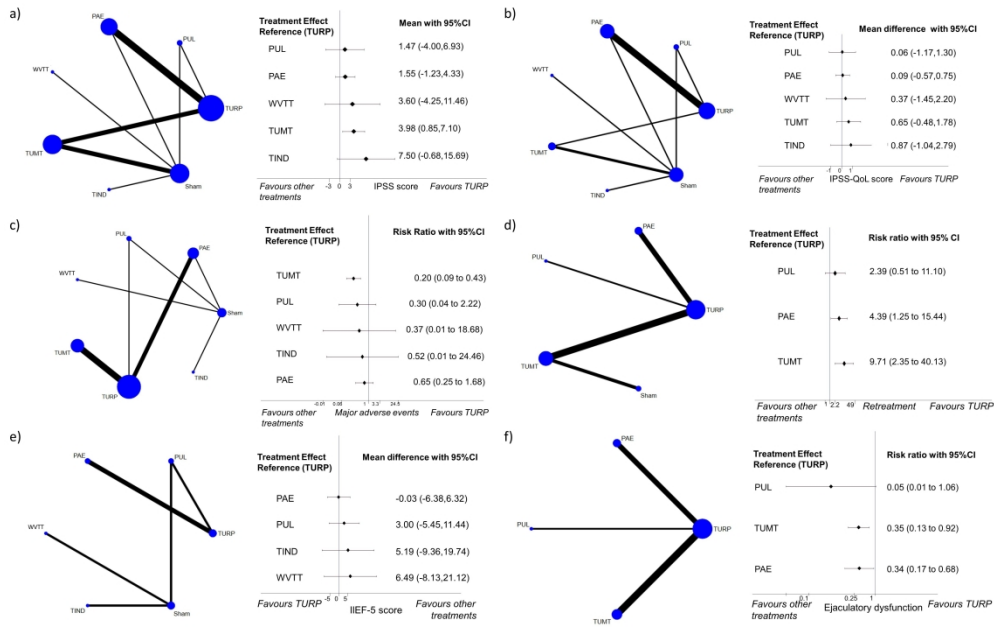 a)
PAE
PUL
WVTT
TURP
TUMT
Sham
TIND
Treatment Effect Mean with 95%CI
Reference (TURP)
PUL 1.47 (-4.00,6.93)
PAE 1.55 (-1.23,4.33)
WVTT 3.60 (-4.25,11.46)
TUMT 3.98 (0.85,7.10)
TIND 7.50 (-0.68,15.69)
-3 0 3
Favours other treatments IPSS score Favours TURP
b)
PAE
PUL
WVTT
TURP
TUMT
Sham
TIND
Treatment Effect Mean difference with 95%CI
Reference (TURP)
PUL 0.06 (-1.17,1.30)
PAE 0.09 (-0.57,0.75)
WVTT 0.37 (-1.45,2.20)
TUMT 0.65 (-0.48,1.78)
TIND 0.87 (-1.04,2.79)
-1 0 1
Favours other treatments IPSS-QoL score Favours TURP
c)
PUL
PAE
WVTT
Sham
TUMT
TURP
TIND
Treatment Effect Risk Ratio with 95%CI
Reference (TURP)
TUMT 0.20 (0.09 to 0.43)
PUL 0.30 (0.04 to 2.22)
WVTT 0.37 (0.01 to 18.68)
TIND 0.52 (0.01 to 24.46)
PAE 0.65 (0.25 to 1.68)
1 24.5
Favours other treatments Major adverse events Favours TURP
d)
PAE
PUL
TURP
TUMT
Sham
Treatment Effect Risk ratio with 95% CI
Reference (TURP)
PUL 2.39 (0.51 to 11.10)
PAE 4.39 (1.25 to 15.44)
TUMT 9.71 (2.35 to 40.13)
1 2.2 49
Favours other treatments Retreatment Favours TURP
e)
PAE
PUL
WVTT
TURP
TIND
Sham
Treatment Effect Mean difference with 95%CI
Reference (TURP)
PAE -0.03 (-6.38,6.32)
PUL 3.00 (-5.45,11.44)
TIND 5.19 (-9.36,19.74)
WVTT 6.49 (-8.13,21.12)
-5 0 5
Favours TURP IIEF-5 score Favours other treatments
f)
PAE
PUL
TURP
TUMT
Treatment Effect Risk ratio with 95%CI
Reference (TURP)
PUL 0.05 (0.01 to 1.06)
TUMT 0.35 (0.13 to 0.92)
PAE 0.34 (0.17 to 0.68)
0.1 0.25 1
Favours other treatments Ejaculatory dysfunction Favours TURP